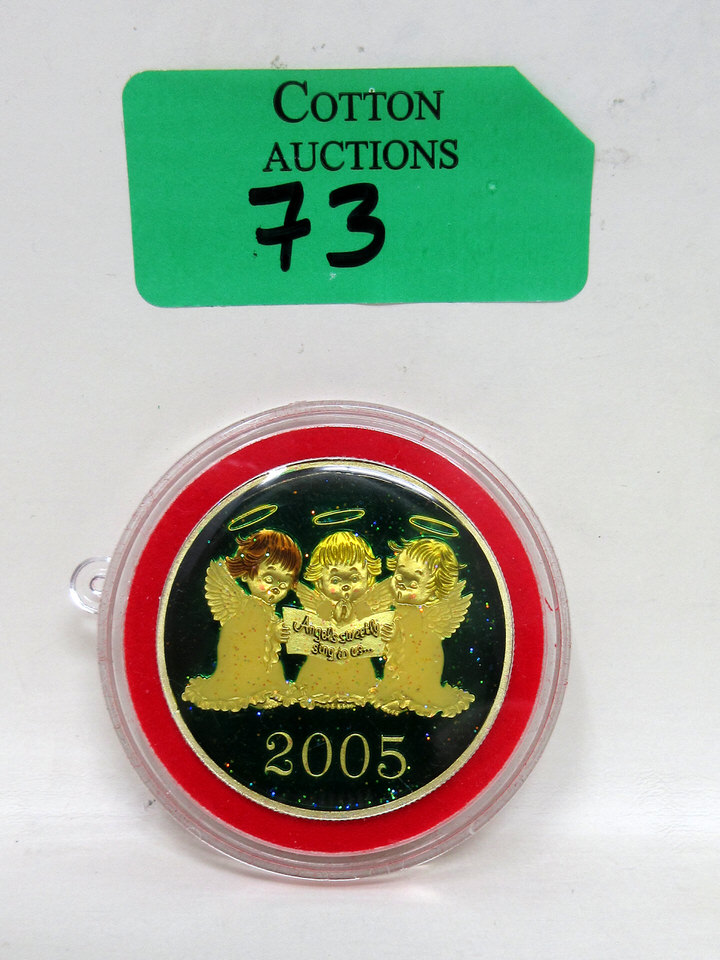 COTTON
AUCTIONS
73
Angels sweetly
sing to us...
2005